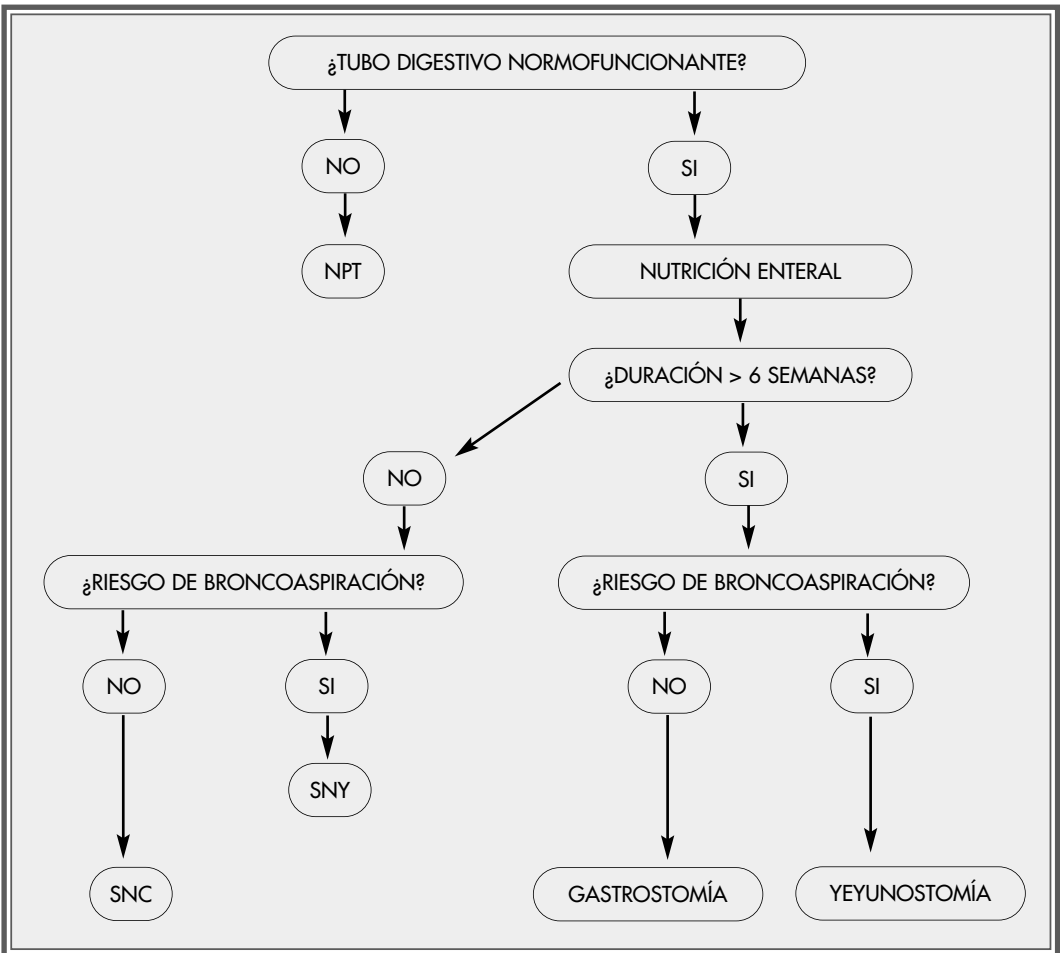 ¿TUBO DIGESTIVO NORMOFUNCIONANTE?
NO
SI
NPT
NUTRICIÓN ENTERAL
¿DURACIÓN > 6 SEMANAS?
NO
SI
¿RIESGO DE BRONCOASPIRACIÓN?
¿RIESGO DE BRONCOASPIRACIÓN?
NO
SI
NO
SI
SNY
SNC
GASTROSTOMÍA
YEYUNOSTOMÍA